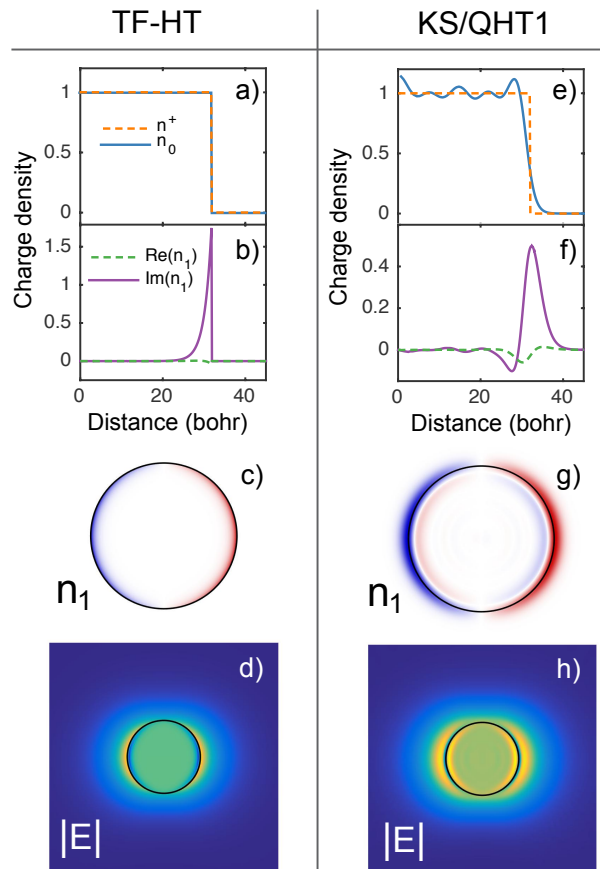 TF-HT
KS/QHT1
a)
1
0.5
0
n+
n0
Charge density
b)
1.5
1
0.5
0
Re(n1)
Im(n1)
0
20
40
Distance (bohr)
c)
n1
d)
|E|
e)
1
0.5
0
f)
0.4
0.2
0
0
20
40
Distance (bohr)
g)
n1
h)
|E|